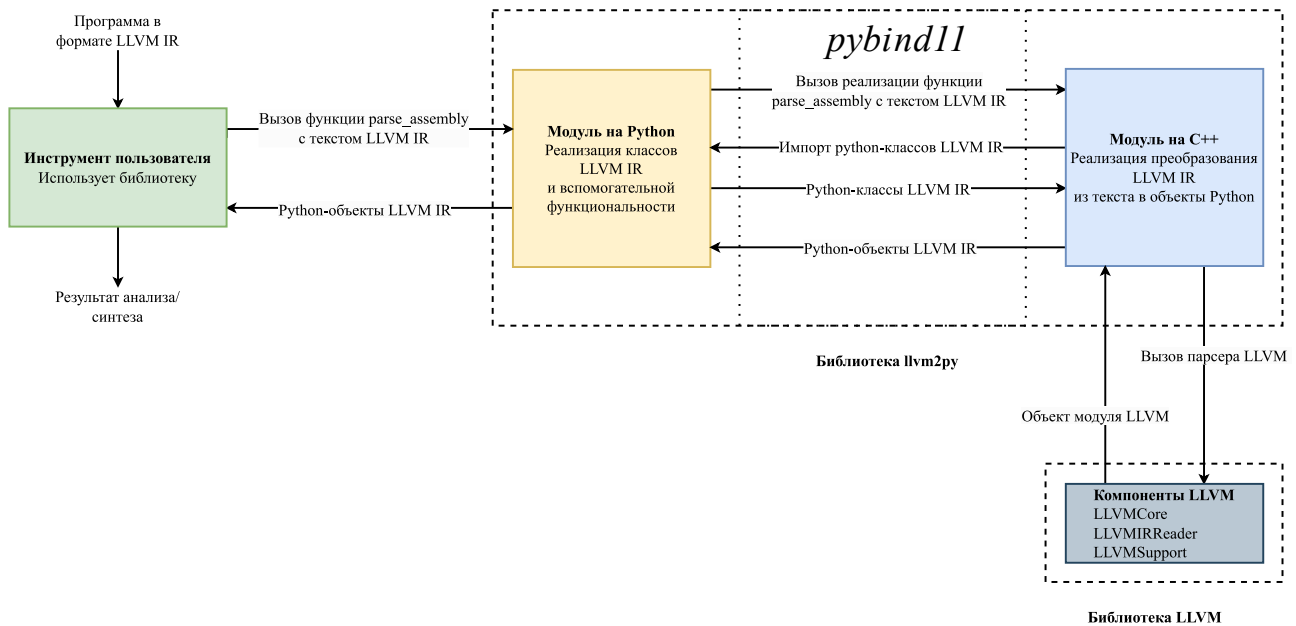 Программа в
формате LLVM IR
Инструмент пользователя
Использует библиотеку
Результат анализа/
синтеза
Вызов функции parse_assembly
с текстом LLVM IR
Python-объекты LLVM IR
pybind11
Модуль на Python
Реализация классов
LLVM IR
и вспомогательной
функциональности
Вызов реализации функции
parse_assembly с текстом LLVM IR
Импорт python-классов LLVM IR
Python-классы LLVM IR
Python-объекты LLVM IR
Модуль на C++
Реализация преобразования
LLVM IR
из текста в объекты Python
Библиотека llvm2py
Вызов парсера LLVM
Объект модуля LLVM
Компоненты LLVM
LLVMCore
LLVMIRReader
LLVMSupport
Библиотека LLVM